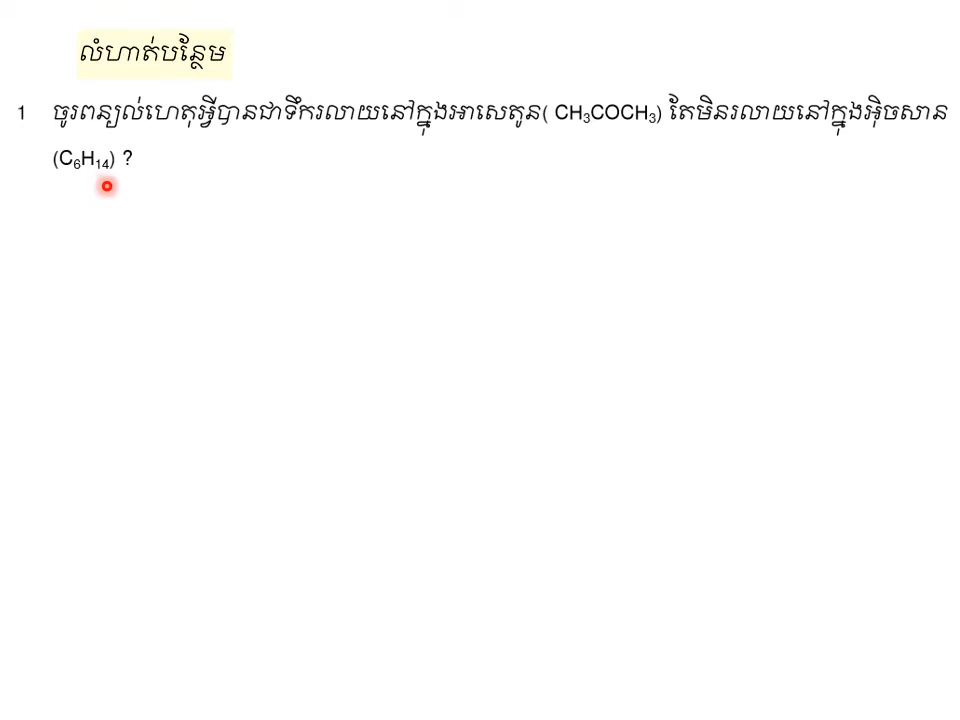 លំហាត់បន្ថែម
1 ចូរពន្យល់ហេតុអ្វីបានជាទឹករលាយនៅក្នុងអាសេតូន( CH₃COCH₃) តែមិនរលាយនៅក្នុងអ៊ិចសាន
(C₆H₁₄) ?